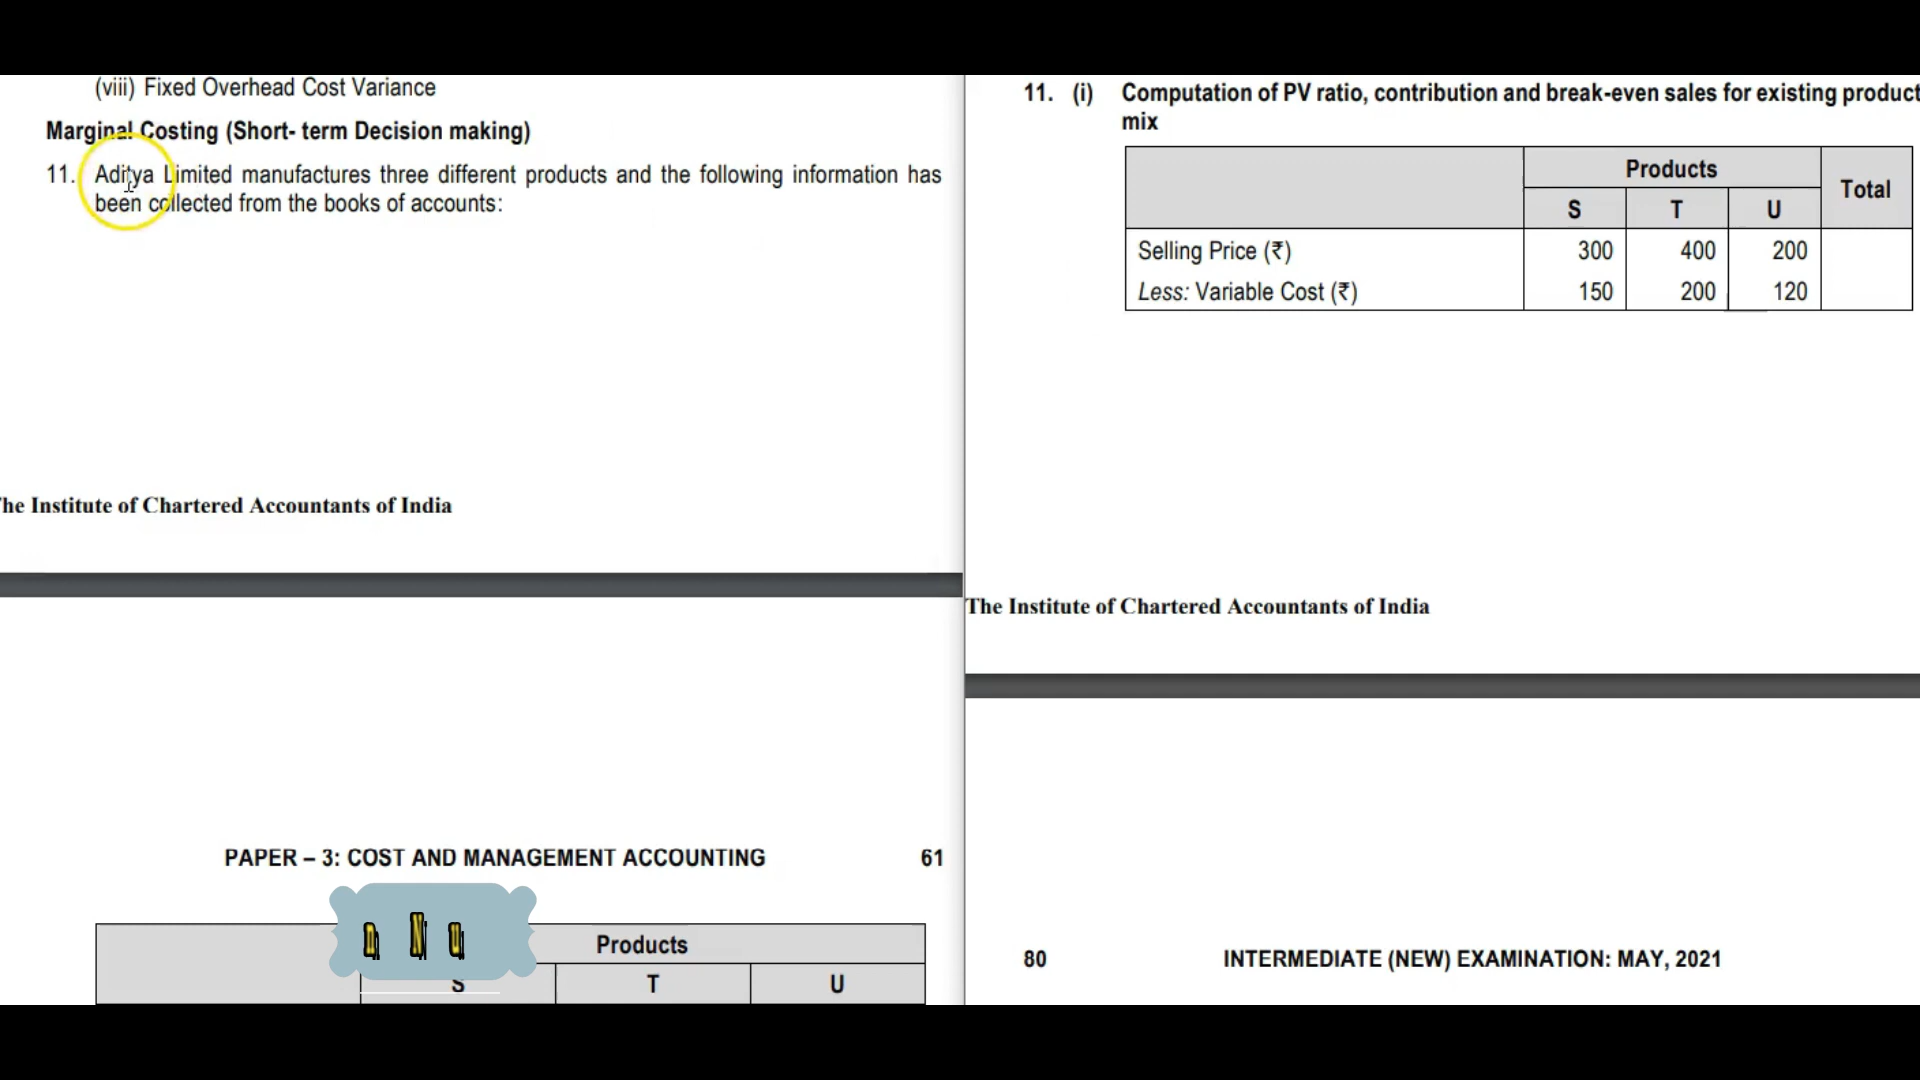 (viii) Fixed Overhead Cost Variance
Marginal Costing (Short- term Decision making)
11. Aditya Limited manufactures three different products and the following information has
been collected from the books of accounts:
he Institute of Chartered Accountants of India
PAPER – 3: COST AND MANAGEMENT ACCOUNTING 61
Products
S T U
n N u
11. (i) Computation of PV ratio, contribution and break-even sales for existing product
mix
Products Total
S T U
Selling Price (₹) 300 400 200
Less: Variable Cost (₹) 150 200 120
The Institute of Chartered Accountants of India
80 INTERMEDIATE (NEW) EXAMINATION: MAY, 2021